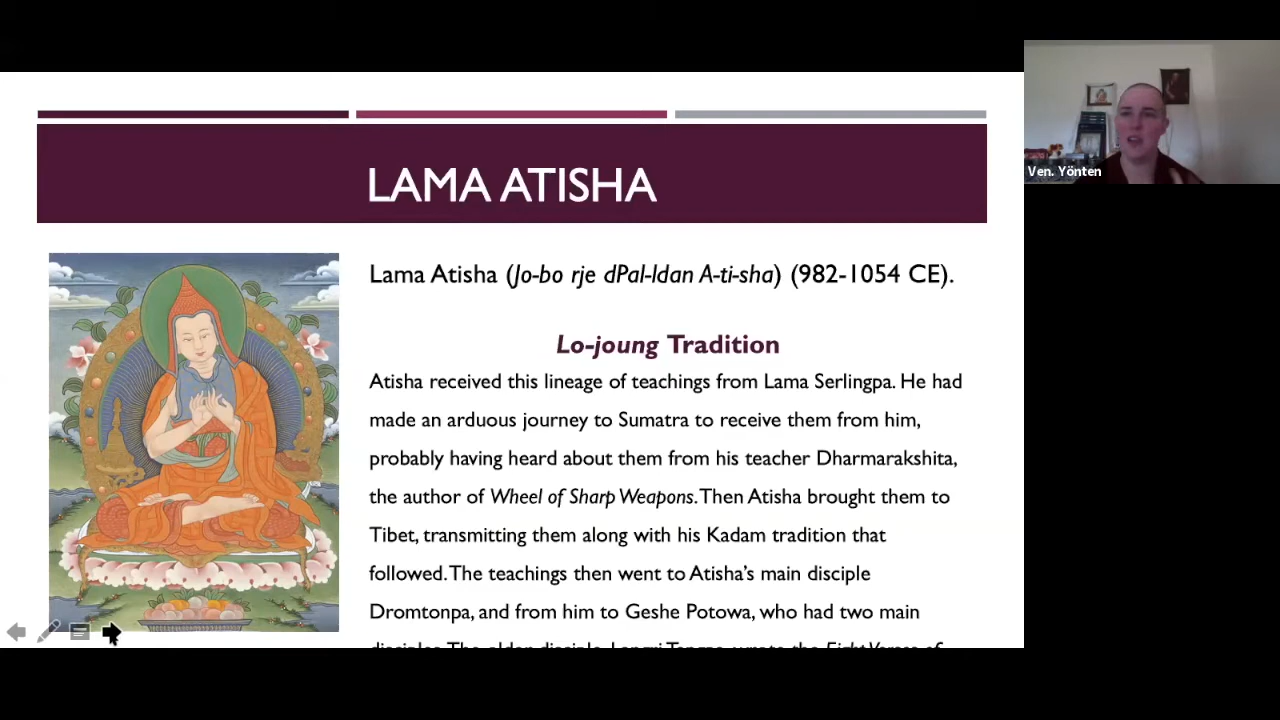 LAMA ATISHA
Ven. Yönten
Lama Atisha (Jo-bo rje dPal-ldan A-ti-sha) (982-1054 CE).
Lo-joung Tradition
Atisha received this lineage of teachings from Lama Serlingpa. He had
made an arduous journey to Sumatra to receive them from him,
probably having heard about them from his teacher Dharmarakshita,
the author of Wheel of Sharp Weapons. Then Atisha brought them to
Tibet, transmitting them along with his Kadam tradition that
followed. The teachings then went to Atisha’s main disciple
Dromtonpa, and from him to Geshe Potowa, who had two main